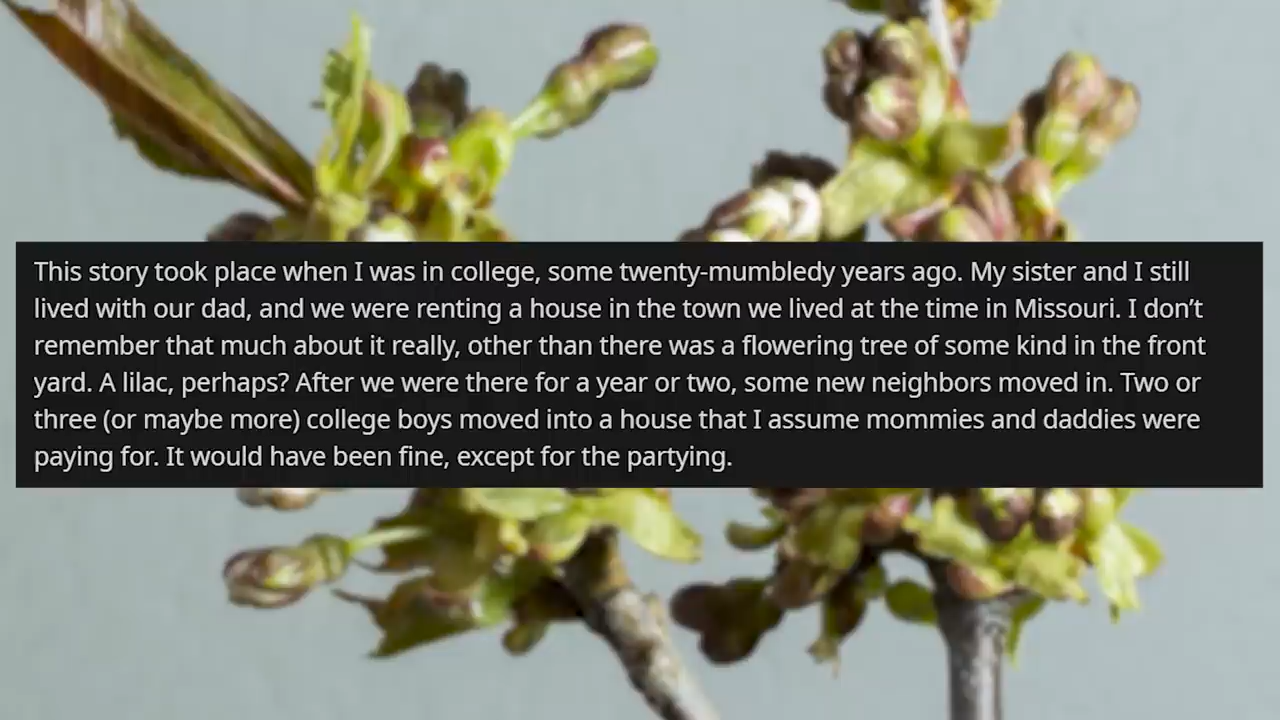 This story took place when I was in college, some twenty-mumbledy years ago. My sister and I still
lived with our dad, and we were renting a house in the town we lived at the time in Missouri. I don’t
remember that much about it really, other than there was a flowering tree of some kind in the front
yard. A lilac, perhaps? After we were there for a year or two, some new neighbors moved in. Two or
three (or maybe more) college boys moved into a house that I assume mommies and daddies were
paying for. It would have been fine, except for the partying.